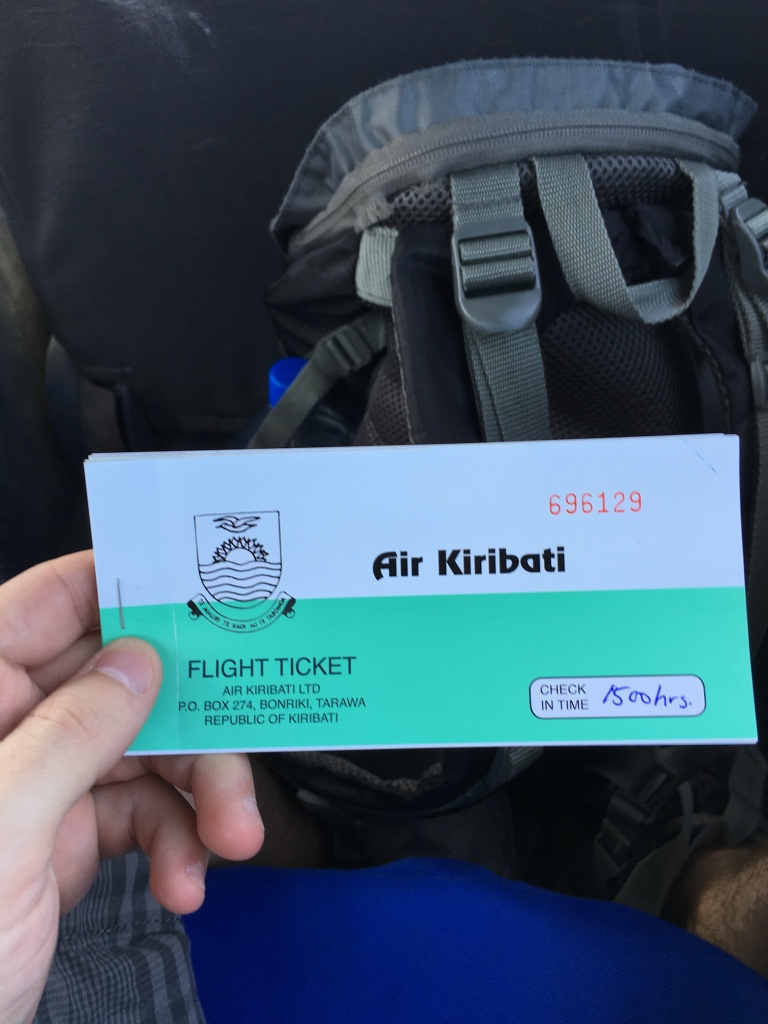 696129
Air Kiribati
FLIGHT TICKET
AIR KIRIBATI LTD
P.O. BOX 274, BONRIKI, TARAWA
REPUBLIC OF KIRIBATI
CHECK
IN TIME 1500hrs.